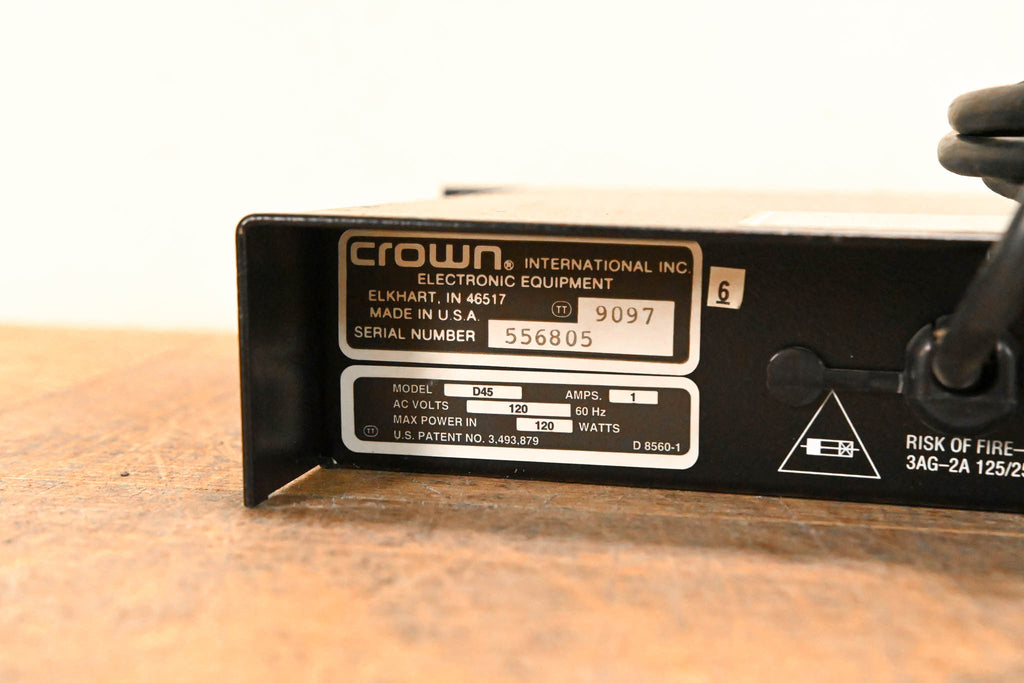 crown® INTERNATIONAL INC.
ELECTRONIC EQUIPMENT
ELKHART, IN 46517
MADE IN U.S.A. TT 9097
SERIAL NUMBER 556805
6
MODEL D45 AMPS. 1
AC VOLTS 120 60 Hz
MAX POWER IN 120 WATTS
TT U.S. PATENT NO. 3,493,879 D 8560-1
RISK OF FIRE—
3AG–2A 125/25